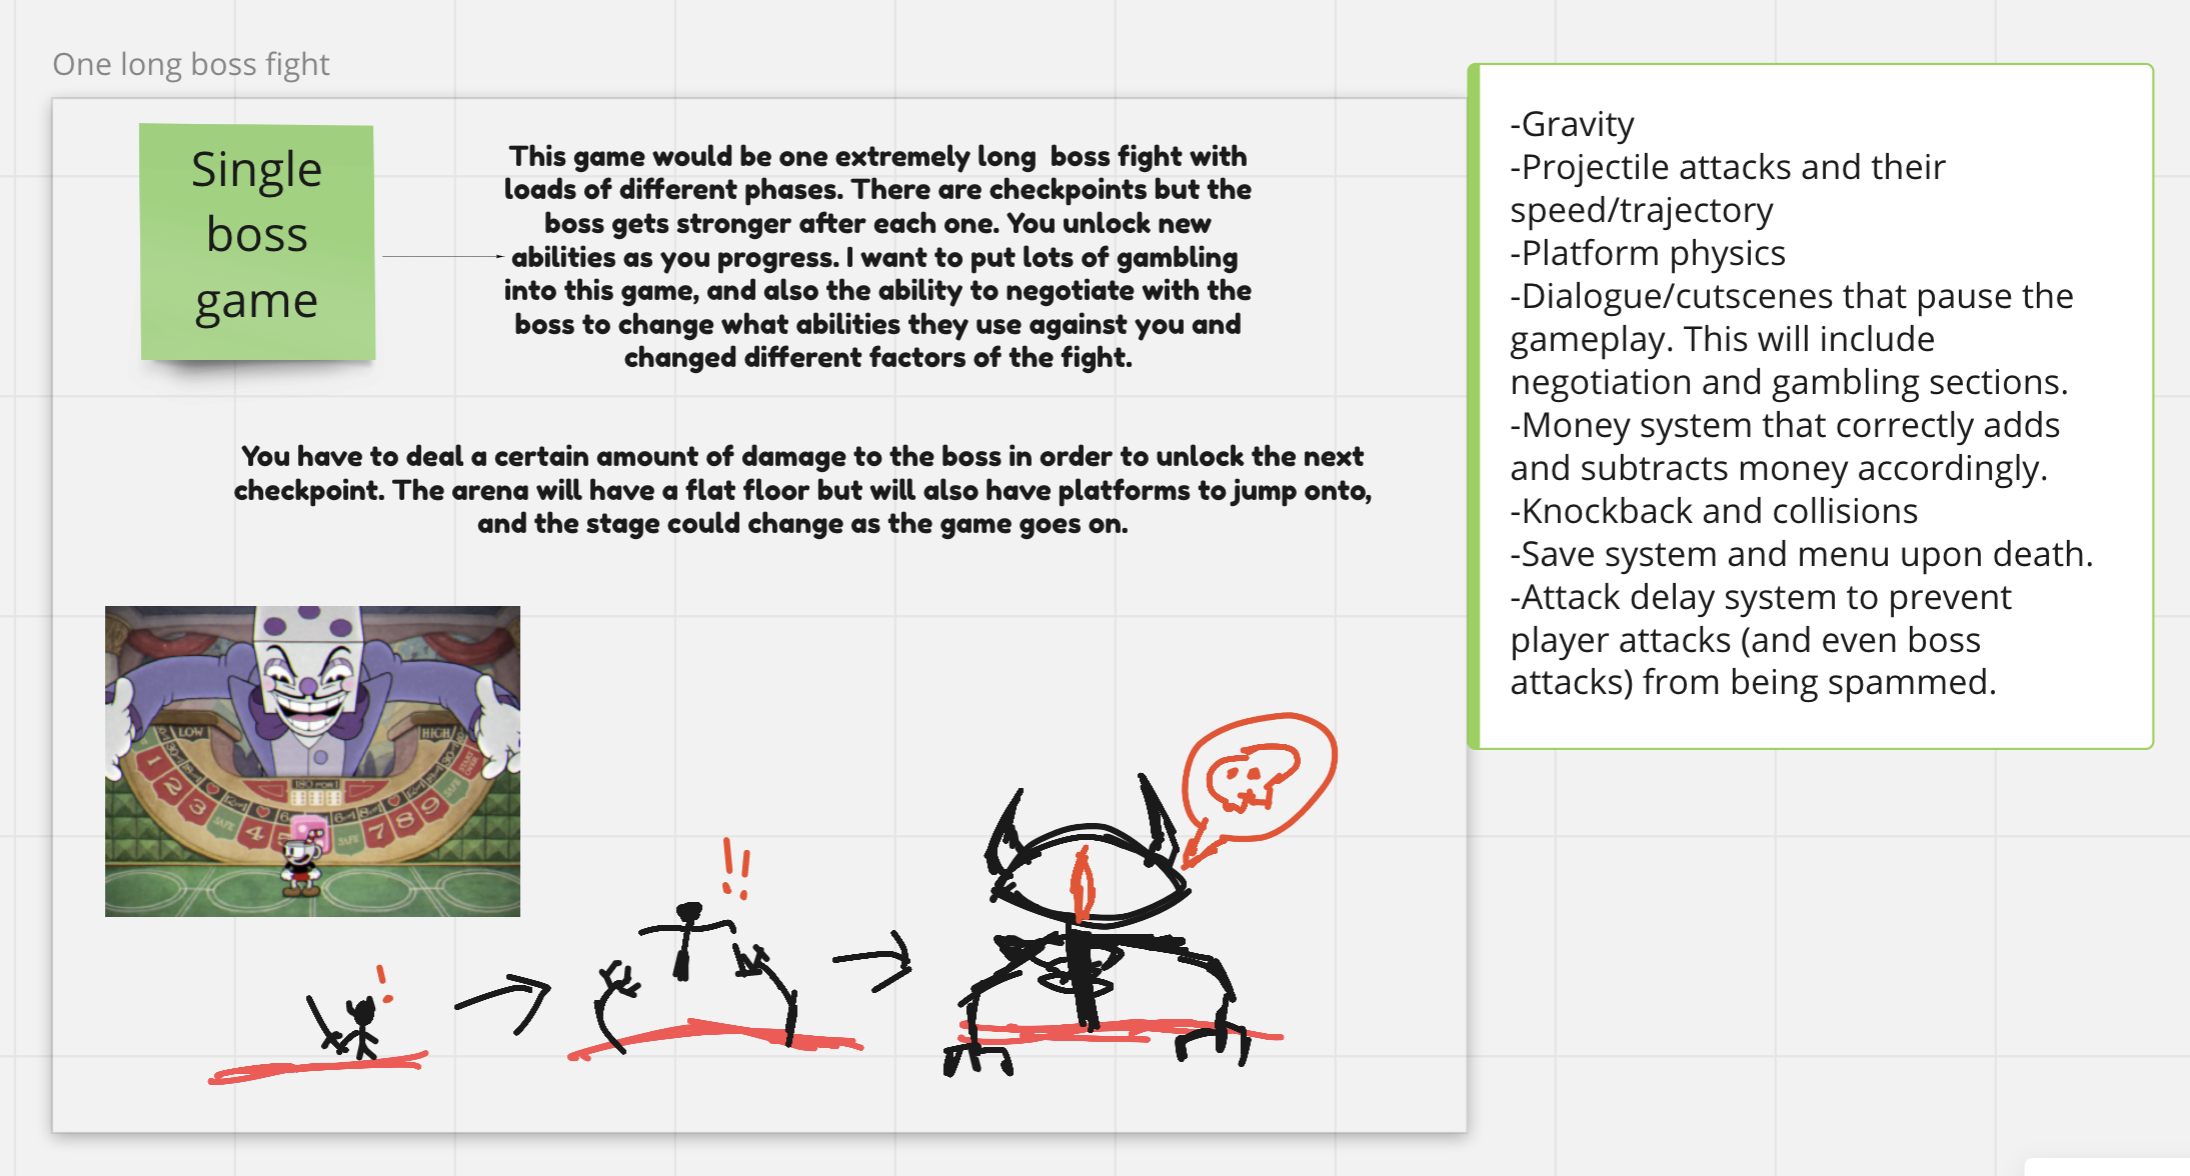 One long boss fight
Single
boss
game
This game would be one extremely long boss fight with
loads of different phases. There are checkpoints but the
boss gets stronger after each one. You unlock new
abilities as you progress. I want to put lots of gambling
into this game, and also the ability to negotiate with the
boss to change what abilities they use against you and
changed different factors of the fight.
You have to deal a certain amount of damage to the boss in order to unlock the next
checkpoint. The arena will have a flat floor but will also have platforms to jump onto,
and the stage could change as the game goes on.
-Gravity
-Projectile attacks and their
speed/trajectory
-Platform physics
-Dialogue/cutscenes that pause the
gameplay. This will include
negotiation and gambling sections.
-Money system that correctly adds
and subtracts money accordingly.
-Knockback and collisions
-Save system and menu upon death.
-Attack delay system to prevent
player attacks (and even boss
attacks) from being spammed.
LOW
HIGH
1
2
3
SAFE
4
SAFE
7
8
9
SAFE
!
!!